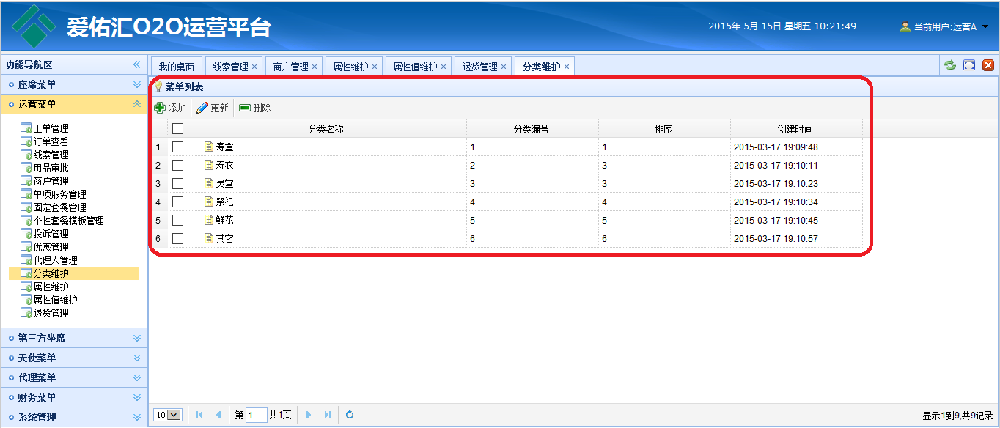 爱佑汇O2O运营平台
2015年 5月 15日 星期五 10:21:49
当前用户:运营A
功能导航区
座席菜单
运营菜单
工单管理
订单查看
线索管理
用品审批
商户管理
单项服务管理
固定套餐管理
个性套餐模板管理
投诉管理
优惠管理
代理人管理
分类维护
属性维护
属性值维护
退货管理
第三方坐席
天使菜单
代理菜单
财务菜单
系统管理
我的桌面 线索管理 商户管理 属性维护 属性值维护 退货管理 分类维护
菜单列表
添加 更新 删除
分类名称 分类编号 排序 创建时间
1 寿盒 1 1 2015-03-17 19:09:48
2 寿衣 2 3 2015-03-17 19:10:11
3 灵堂 3 3 2015-03-17 19:10:23
4 祭祀 4 4 2015-03-17 19:10:34
5 鲜花 5 5 2015-03-17 19:10:45
6 其它 6 6 2015-03-17 19:10:57
10 第 1 共1页 显示1到9,共9记录